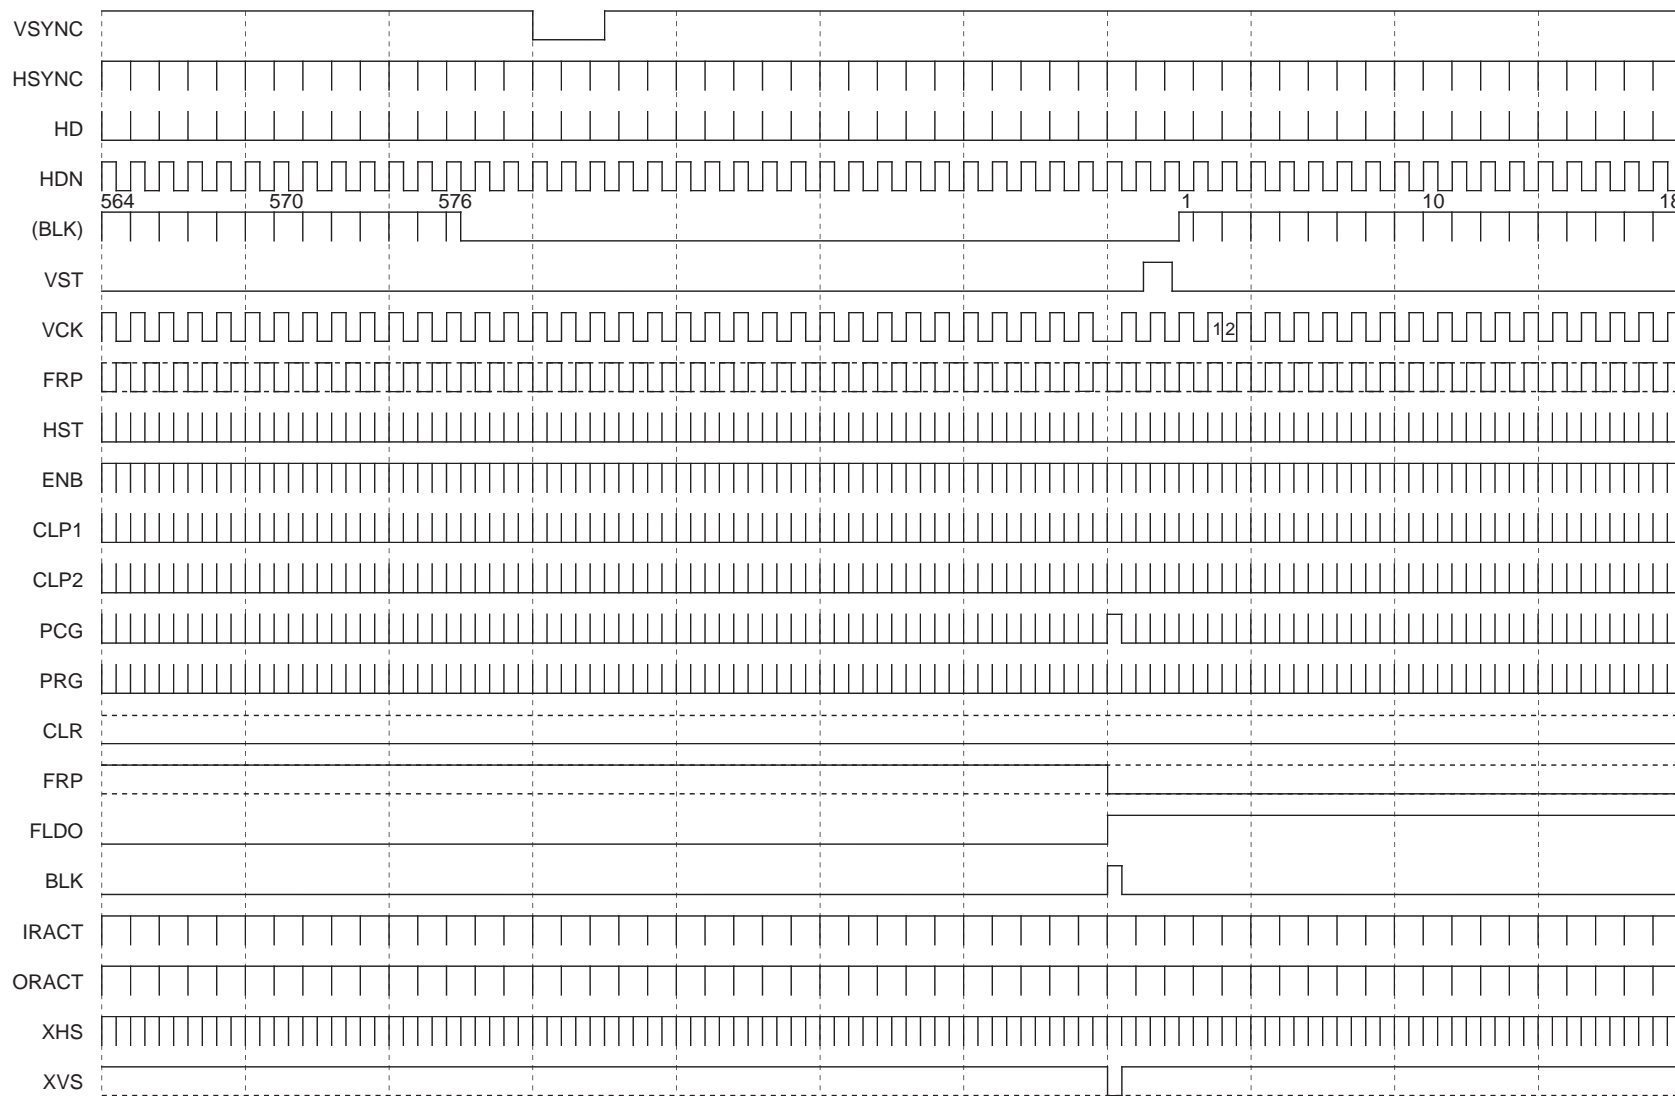 VSYNC
HSYNC
HD
HDN
564 570 576 1 10 18
(BLK)
VST
VCK 1 2
FRP
HST
ENB
CLP1
CLP2
PCG
PRG
CLR
FRP
FLDO
BLK
IRACT
ORACT
XHS
XVS